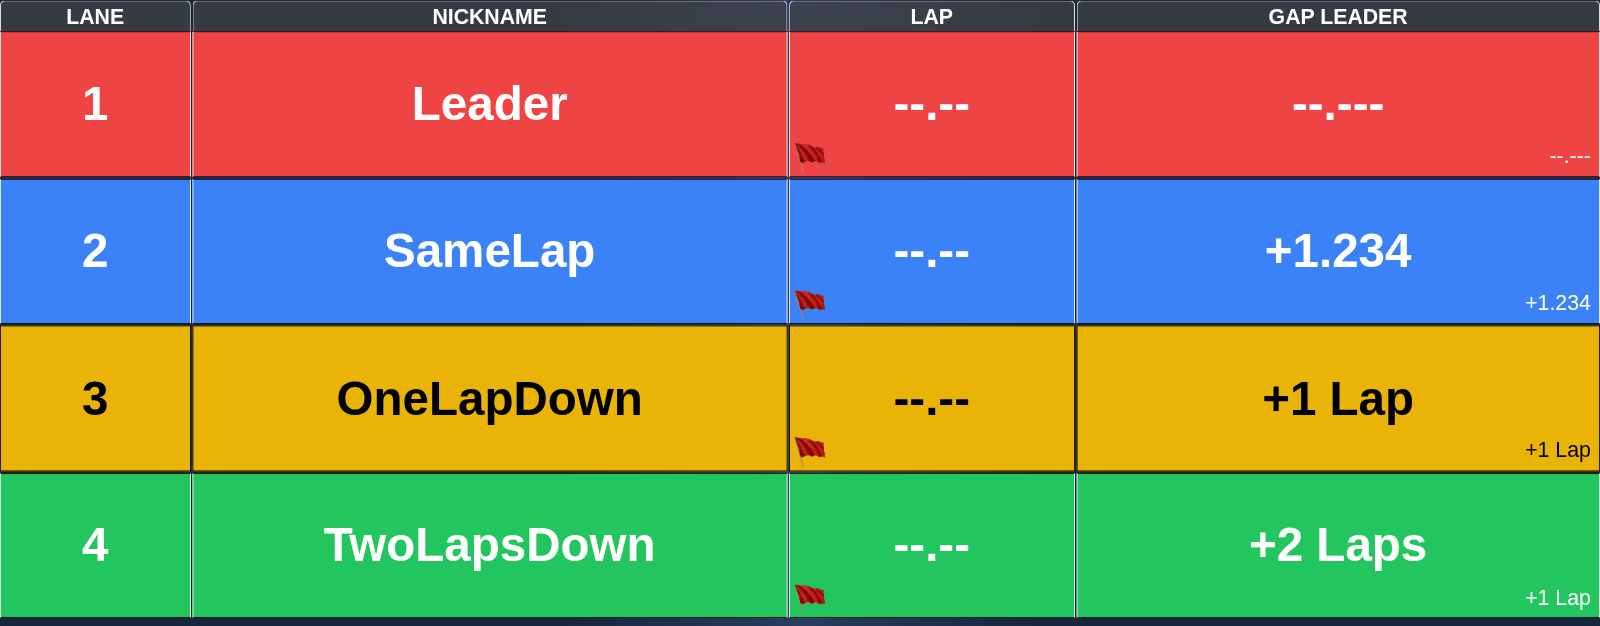 LANE NICKNAME LAP GAP LEADER
1 Leader --.-- --.---
--.---
2 SameLap --.-- +1.234
+1.234
3 OneLapDown --.-- +1 Lap
+1 Lap
4 TwoLapsDown --.-- +2 Laps
+1 Lap